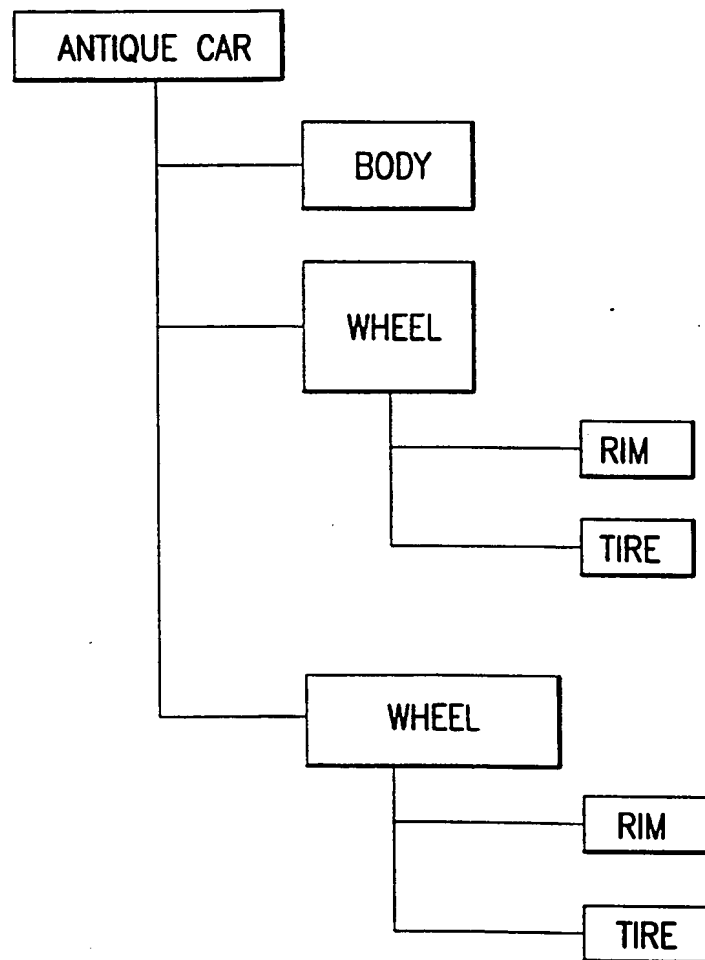 ANTIQUE CAR
BODY
WHEEL
RIM
TIRE
WHEEL
RIM
TIRE